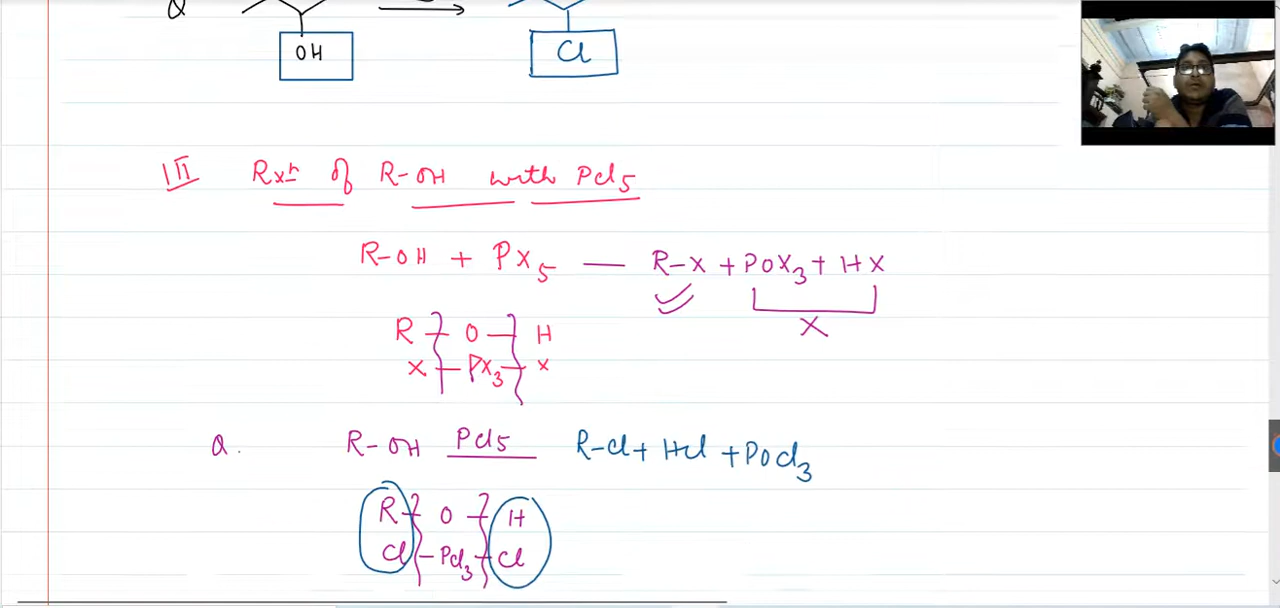 Q
OH
Cl
III Rxn of R-OH with PCl5
R-OH + PX5 — R-X + POX3 + HX
X
R O H
X PX3 X
Q. R-OH PCl5 R-Cl + HCl + POCl3
R O H
Cl PCl3 Cl